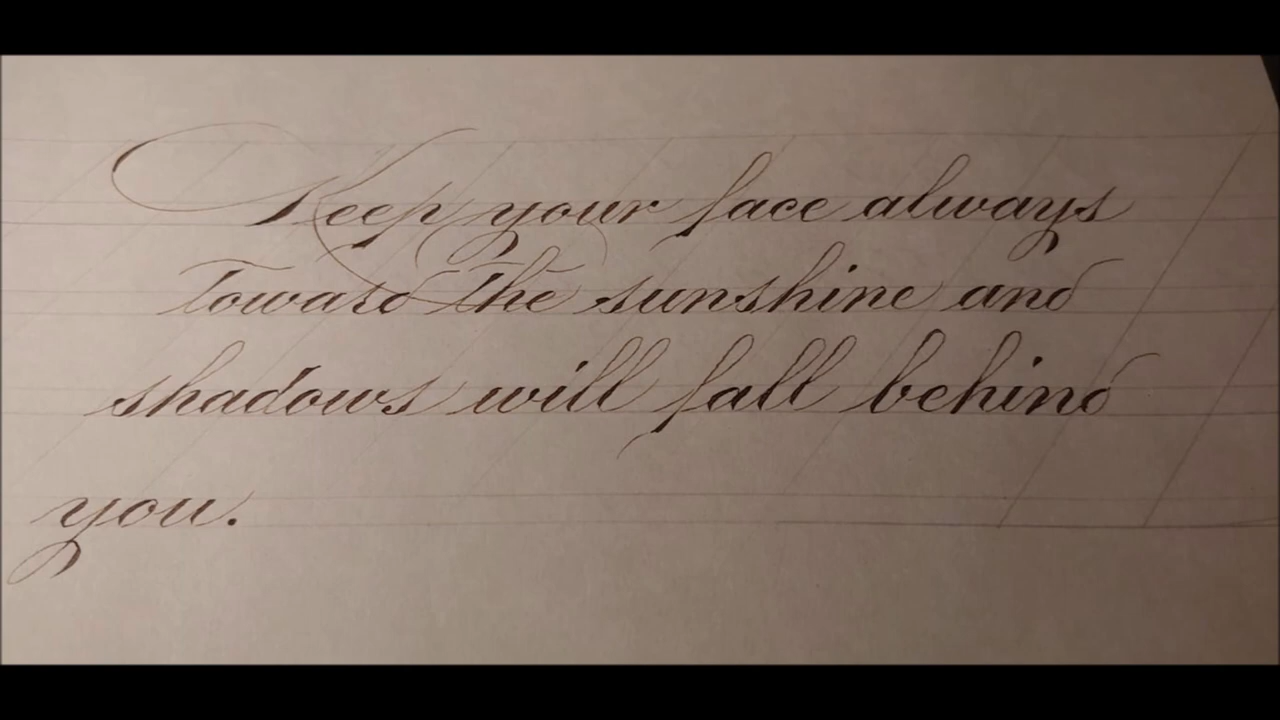 Keep your face always
toward the sunshine and
shadows will fall behind
you.